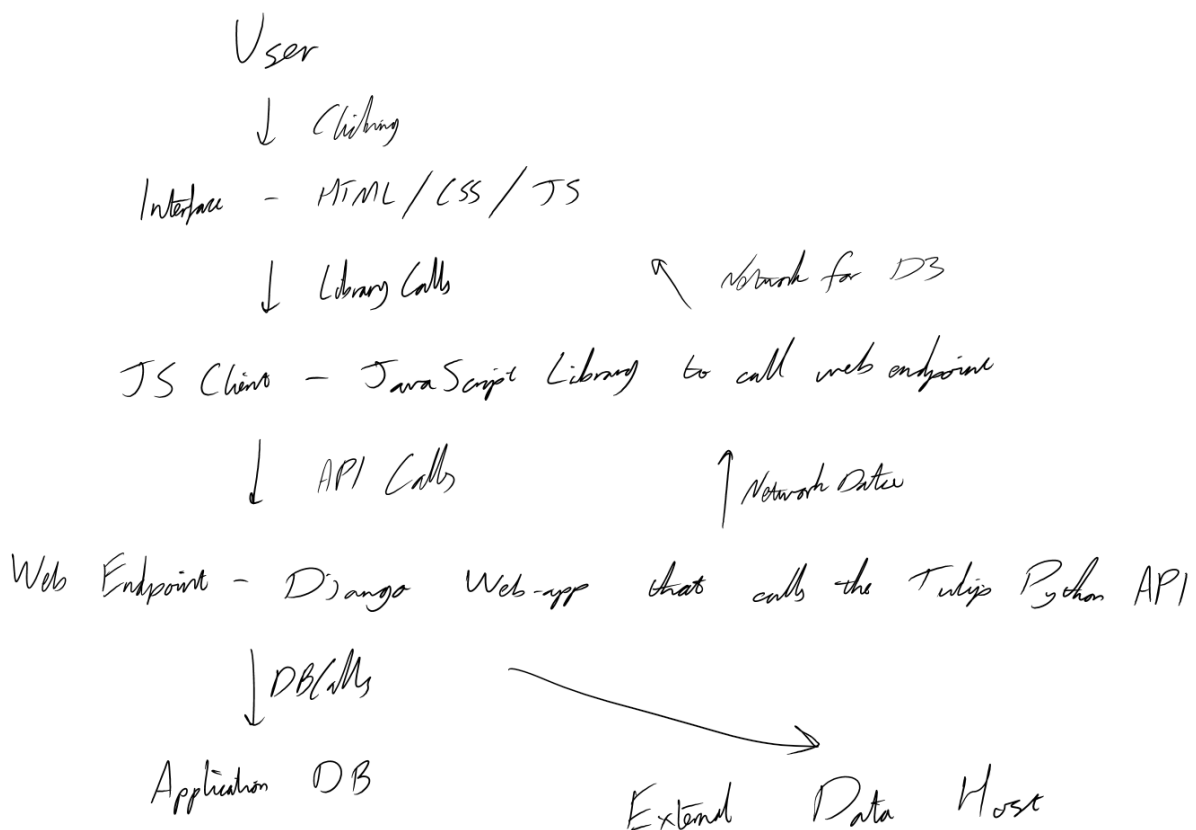 User
Clicking
Interface - HTML / CSS / JS
Library Calls
Network for D3
JS Client - JavaScript Library to call web endpoint
API Calls
Network Data
Web Endpoint - Django Web-app that calls the Tulip Python API
DB Calls
Application DB
External Data Host